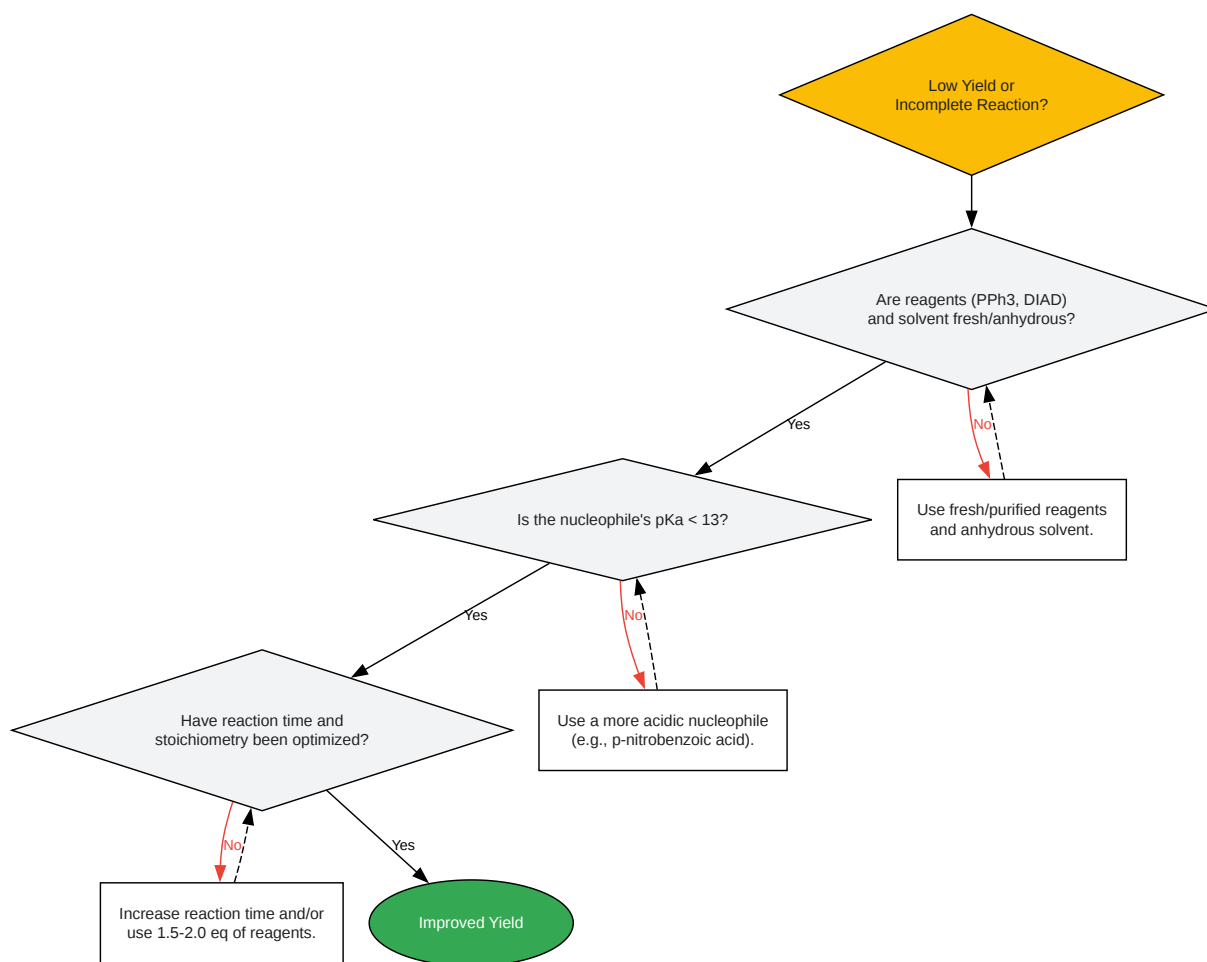 Low Yield or
Incomplete Reaction?
Are reagents (PPh3, DIAD)
and solvent fresh/anhydrous?
Yes
No
Use fresh/purified reagents
and anhydrous solvent.
Is the nucleophile's pKa < 13?
Yes
No
Use a more acidic nucleophile
(e.g., p-nitrobenzoic acid).
Have reaction time and
stoichiometry been optimized?
No
Yes
Increase reaction time and/or
use 1.5-2.0 eq of reagents.
Improved Yield